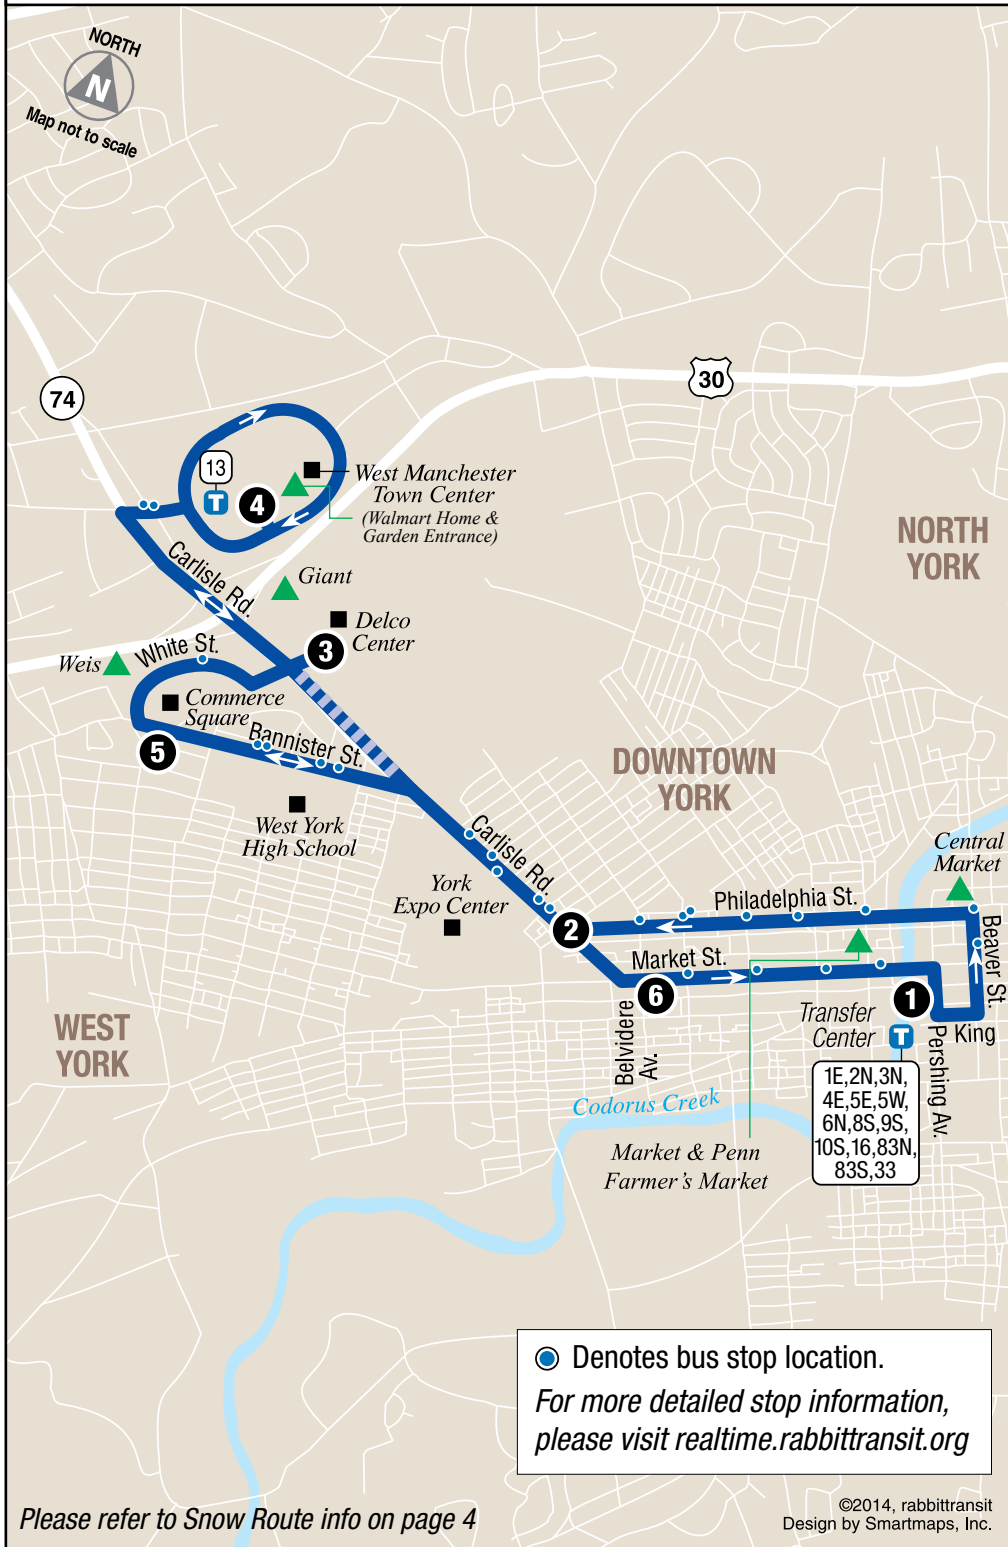 NORTH
N
Map not to scale
74
30
13
T
4
West Manchester
Town Center
(Walmart Home &
Garden Entrance)
NORTH
YORK
Carlisle Rd.
Giant
Delco
Center
3
White St.
Weis
Commerce
Square
5
Bannister St.
West York
High School
DOWNTOWN
YORK
Carlisle Rd.
York
Expo Center
2
Central
Market
Philadelphia St.
Market St.
Beaver St.
6
1
Transfer
Center
T
King
Pershing Av.
Belvidere
Av.
WEST
YORK
1E,2N,3N,
4E,5E,5W,
6N,8S,9S,
10S,16,83N,
83S,33
Codorus Creek
Market & Penn
Farmer's Market
Denotes bus stop location.
For more detailed stop information,
please visit realtime.rabbittransit.org
Please refer to Snow Route info on page 4
©2014, rabbittransit
Design by Smartmaps, Inc.